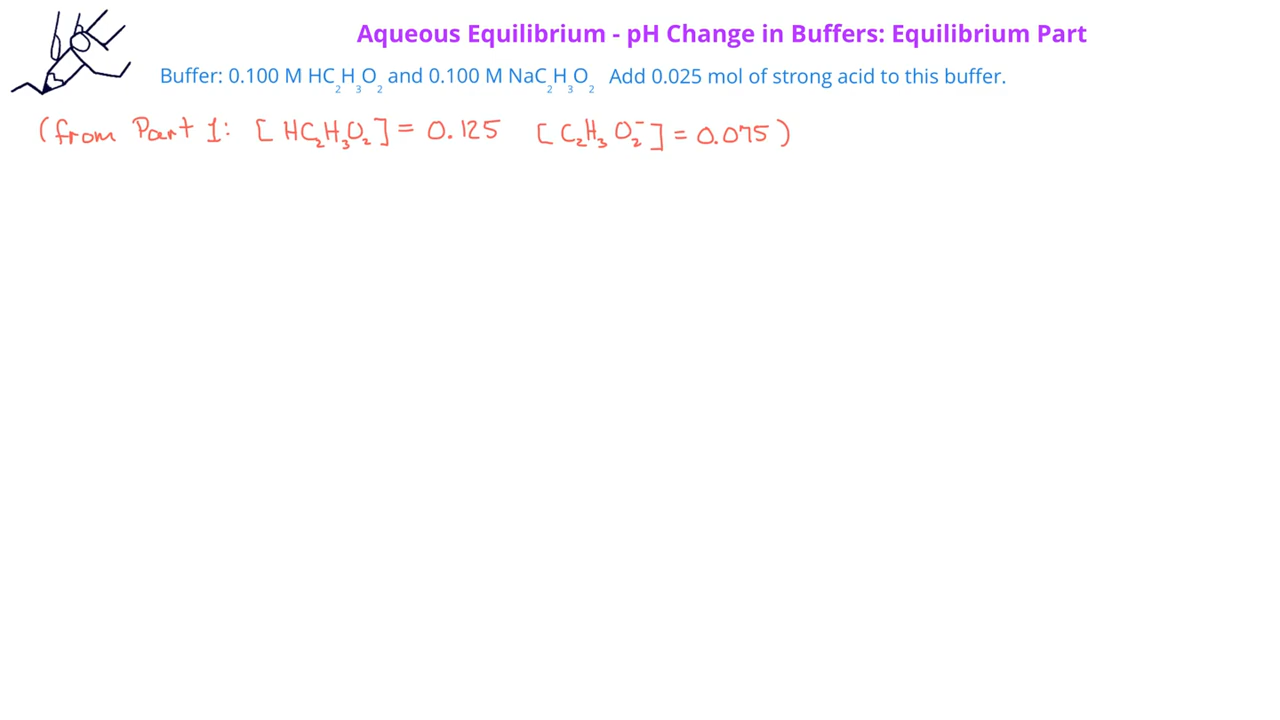 Aqueous Equilibrium - pH Change in Buffers: Equilibrium Part
Buffer: 0.100 M HC₂H₃O₂ and 0.100 M NaC₂H₃O₂ Add 0.025 mol of strong acid to this buffer.
(from Part 1: [HC₂H₃O₂] = 0.125 [C₂H₃O₂⁻] = 0.075)